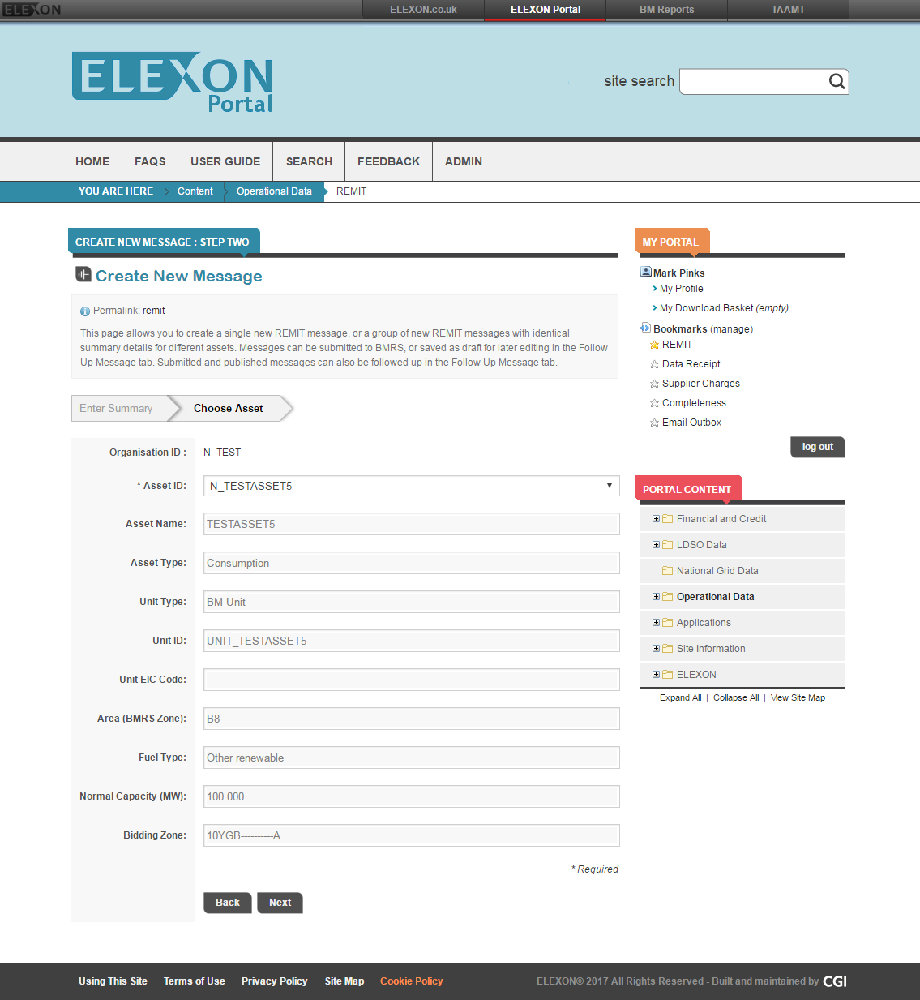 ELEXON
ELEXON.co.uk
ELEXON Portal
BM Reports
TAAMT
ELEXON
Portal
site search
HOME
FAQS
USER GUIDE
SEARCH
FEEDBACK
ADMIN
YOU ARE HERE
Content
Operational Data
REMIT
CREATE NEW MESSAGE : STEP TWO
Create New Message
Permalink: remit
This page allows you to create a single new REMIT message, or a group of new REMIT messages with identical
summary details for different assets. Messages can be submitted to BMRS, or saved as draft for later editing in the Follow
Up Message tab. Submitted and published messages can also be followed up in the Follow Up Message tab.
Enter Summary
Choose Asset
Organisation ID : N_TEST
* Asset ID: N_TESTASSET5
Asset Name: TESTASSET5
Asset Type: Consumption
Unit Type: BM Unit
Unit ID: UNIT_TESTASSET5
Unit EIC Code:
Area (BMRS Zone): B8
Fuel Type: Other renewable
Normal Capacity (MW): 100.000
Bidding Zone: 10YGB----------A
* Required
Back
Next
MY PORTAL
Mark Pinks
My Profile
My Download Basket (empty)
Bookmarks (manage)
REMIT
Data Receipt
Supplier Charges
Completeness
Email Outbox
log out
PORTAL CONTENT
Financial and Credit
LDSO Data
National Grid Data
Operational Data
Applications
Site Information
ELEXON
Expand All | Collapse All | View Site Map
Using This Site
Terms of Use
Privacy Policy
Site Map
Cookie Policy
ELEXON© 2017 All Rights Reserved - Built and maintained by CGI